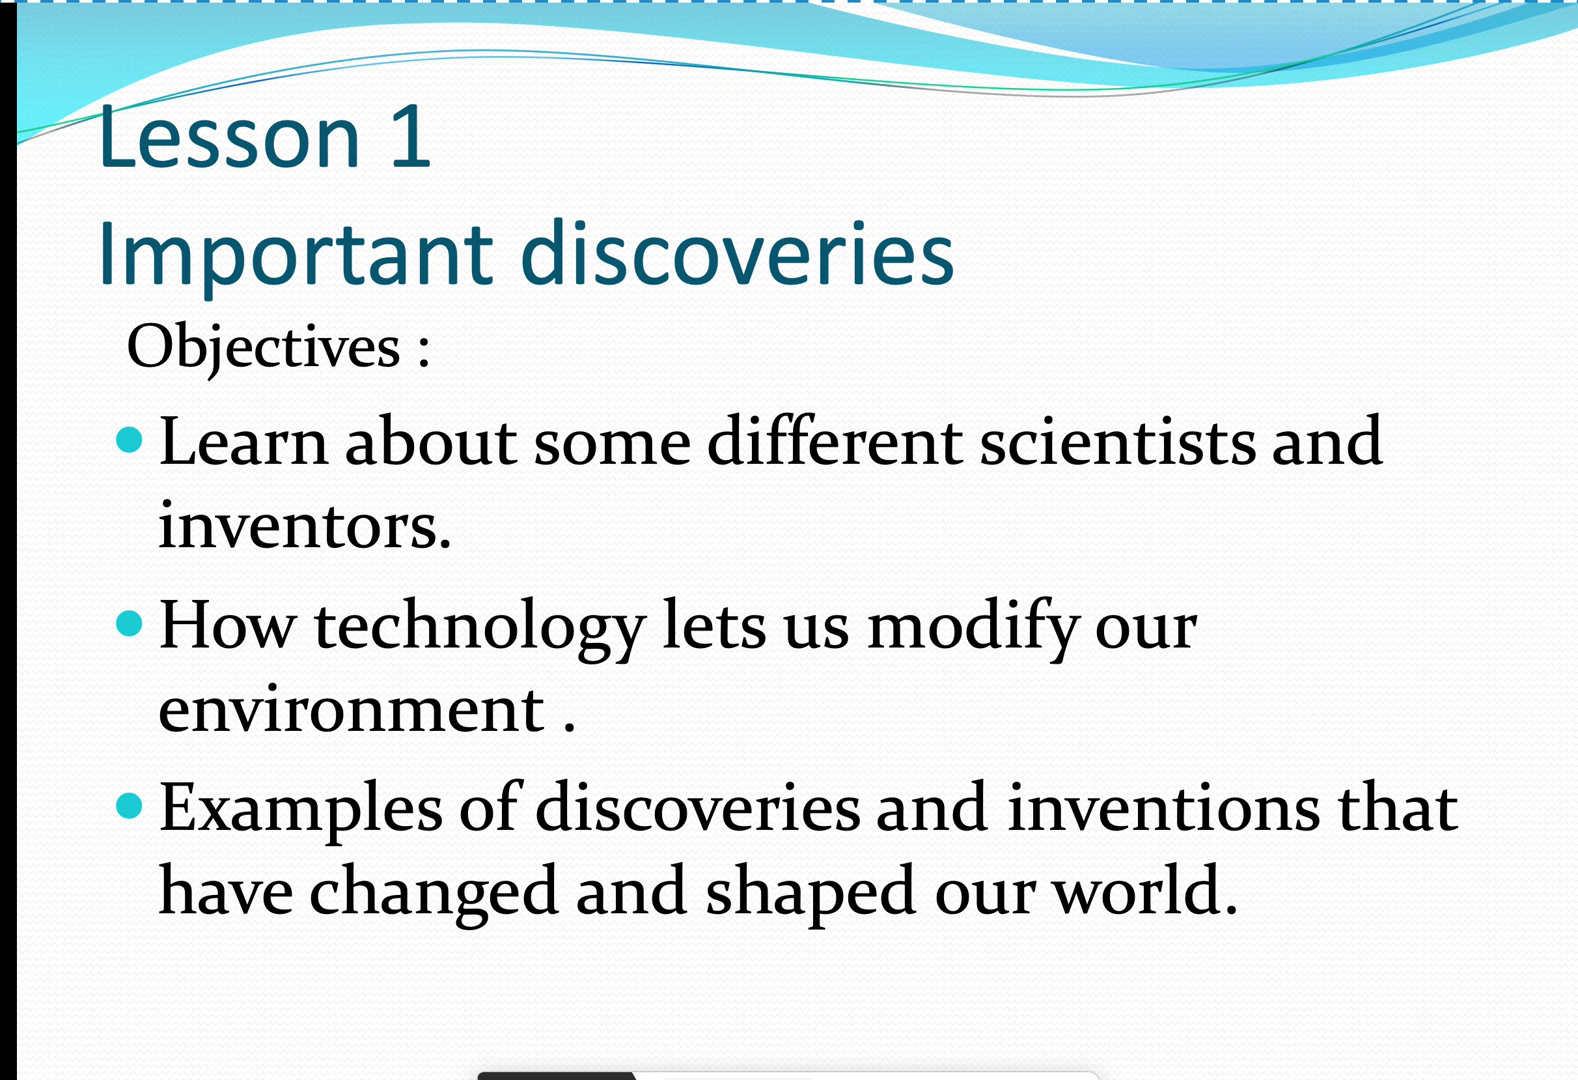 Lesson 1
Important discoveries
Objectives :
• Learn about some different scientists and
inventors.
• How technology lets us modify our
environment .
• Examples of discoveries and inventions that
have changed and shaped our world.